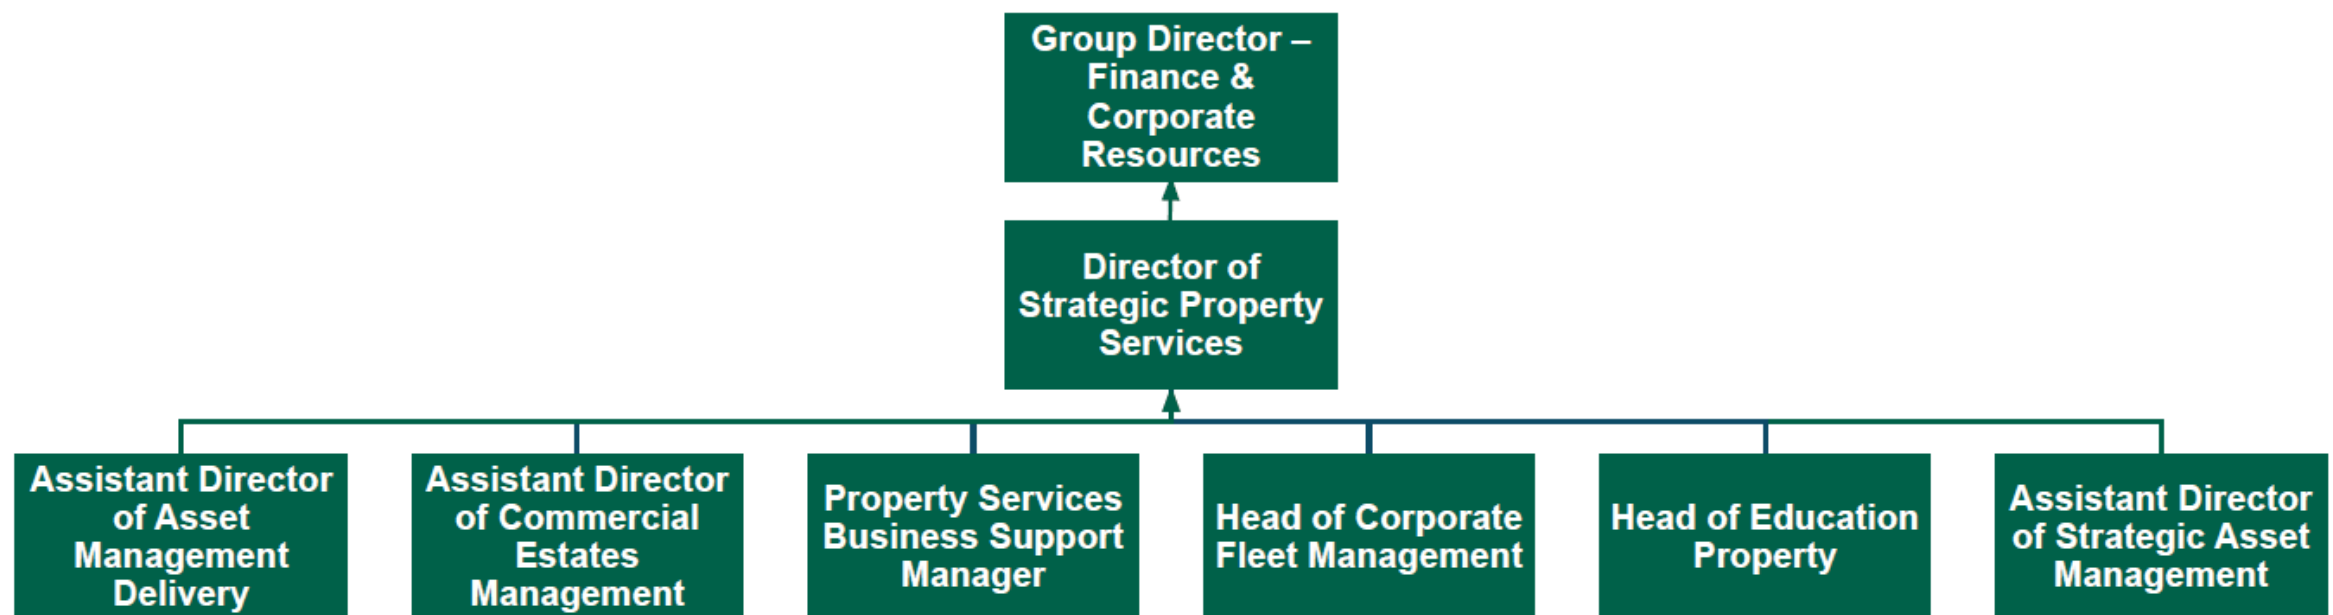 Group Director –
Finance &
Corporate
Resources
Director of
Strategic Property
Services
Assistant Director
of Asset
Management
Delivery
Assistant Director
of Commercial
Estates
Management
Property Services
Business Support
Manager
Head of Corporate
Fleet Management
Head of Education
Property
Assistant Director
of Strategic Asset
Management